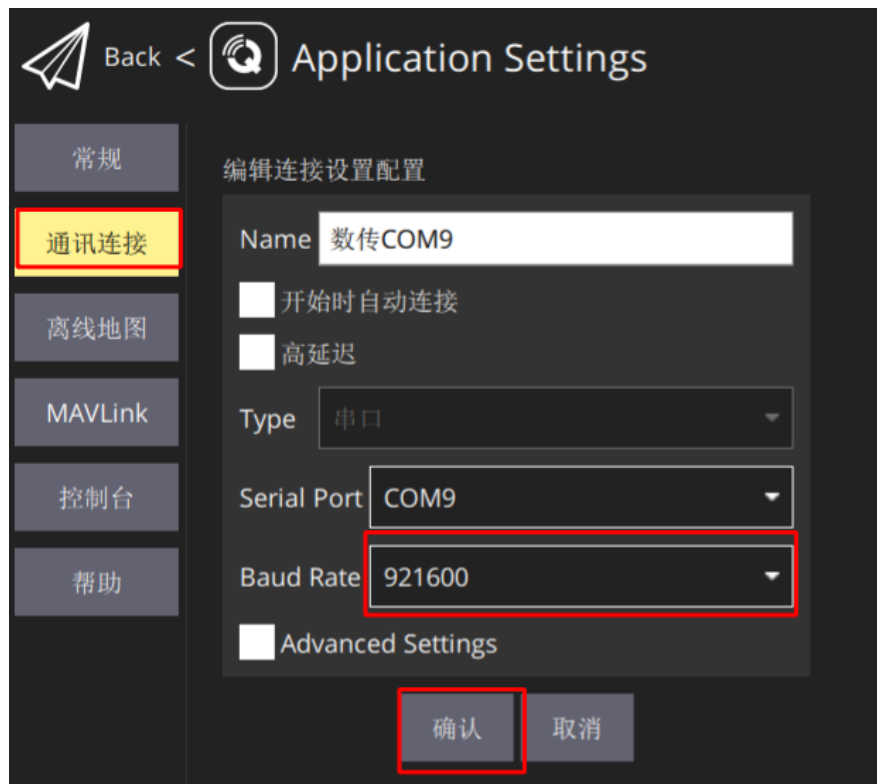 Back < Application Settings
常规
通讯连接
离线地图
MAVLink
控制台
帮助
编辑连接设置配置
Name 数传COM9
开始时自动连接
高延迟
Type 串口
Serial Port COM9
Baud Rate 921600
Advanced Settings
确认 取消